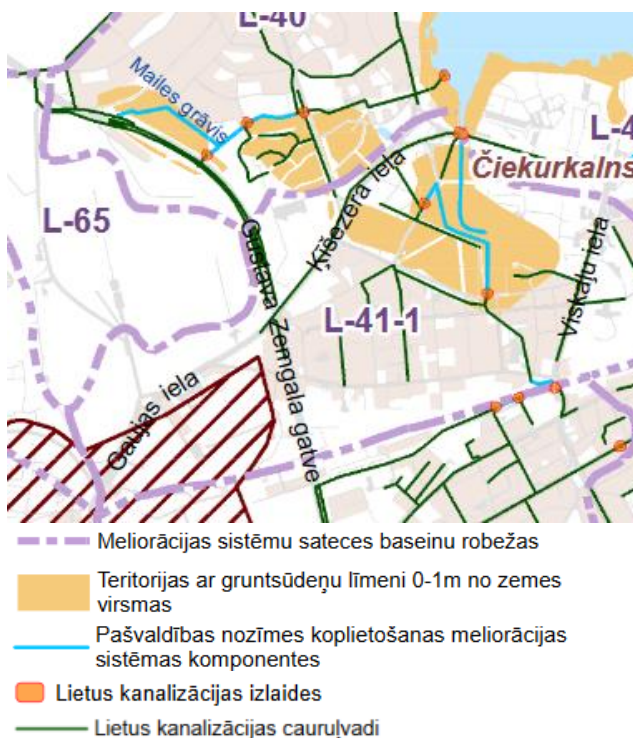 L-40
Mailes grāvis
L-4
Čiekurkalns
Ķīšezera iela
L-65
Gustava Zemgala gatve
Viskaļu iela
L-41-1
Gaujas iela
Meliorācijas sistēmu sateces baseinu robežas
Teritorijas ar gruntsūdeņu līmeni 0-1m no zemes
virsmas
Pašvaldības nozīmes koplietošanas meliorācijas
sistēmas komponentes
Lietus kanalizācijas izlaides
Lietus kanalizācijas cauruļvadi